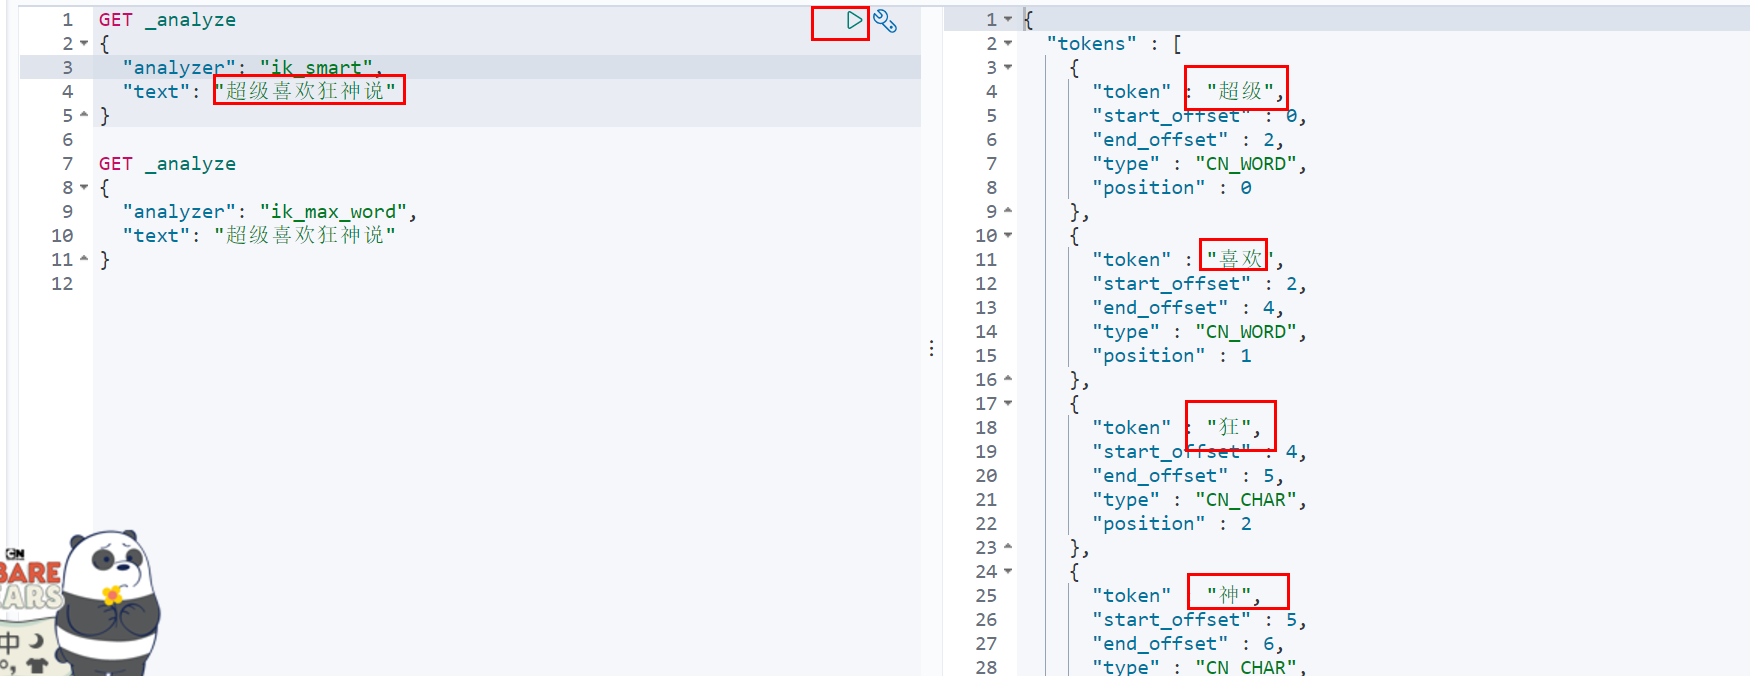 1 GET _analyze
2 {
3 "analyzer": "ik_smart",
4 "text": "超级喜欢狂神说"
5 }
6
7 GET _analyze
8 {
9 "analyzer": "ik_max_word",
10 "text": "超级喜欢狂神说"
11 }
12
1 {
2 "tokens" : [
3 {
4 "token" : "超级",
5 "start_offset" : 0,
6 "end_offset" : 2,
7 "type" : "CN_WORD",
8 "position" : 0
9 },
10 {
11 "token" : "喜欢",
12 "start_offset" : 2,
13 "end_offset" : 4,
14 "type" : "CN_WORD",
15 "position" : 1
16 },
17 {
18 "token" : "狂",
19 "start_offset" : 4,
20 "end_offset" : 5,
21 "type" : "CN_CHAR",
22 "position" : 2
23 },
24 {
25 "token" "神",
26 "start_offset" : 5,
27 "end_offset" : 6,
28 "type" : "CN_CHAR",
CN
BARE
EARS
中